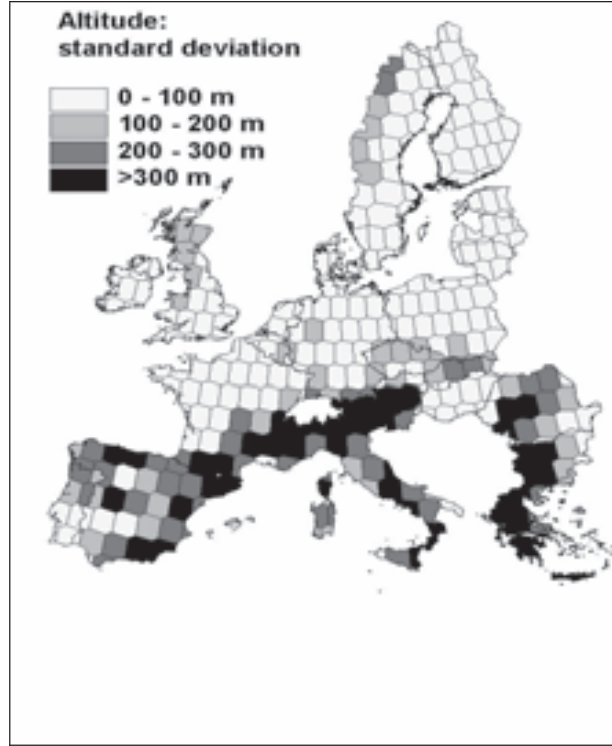 Altitude:
standard deviation
0 - 100 m
100 - 200 m
200 - 300 m
>300 m